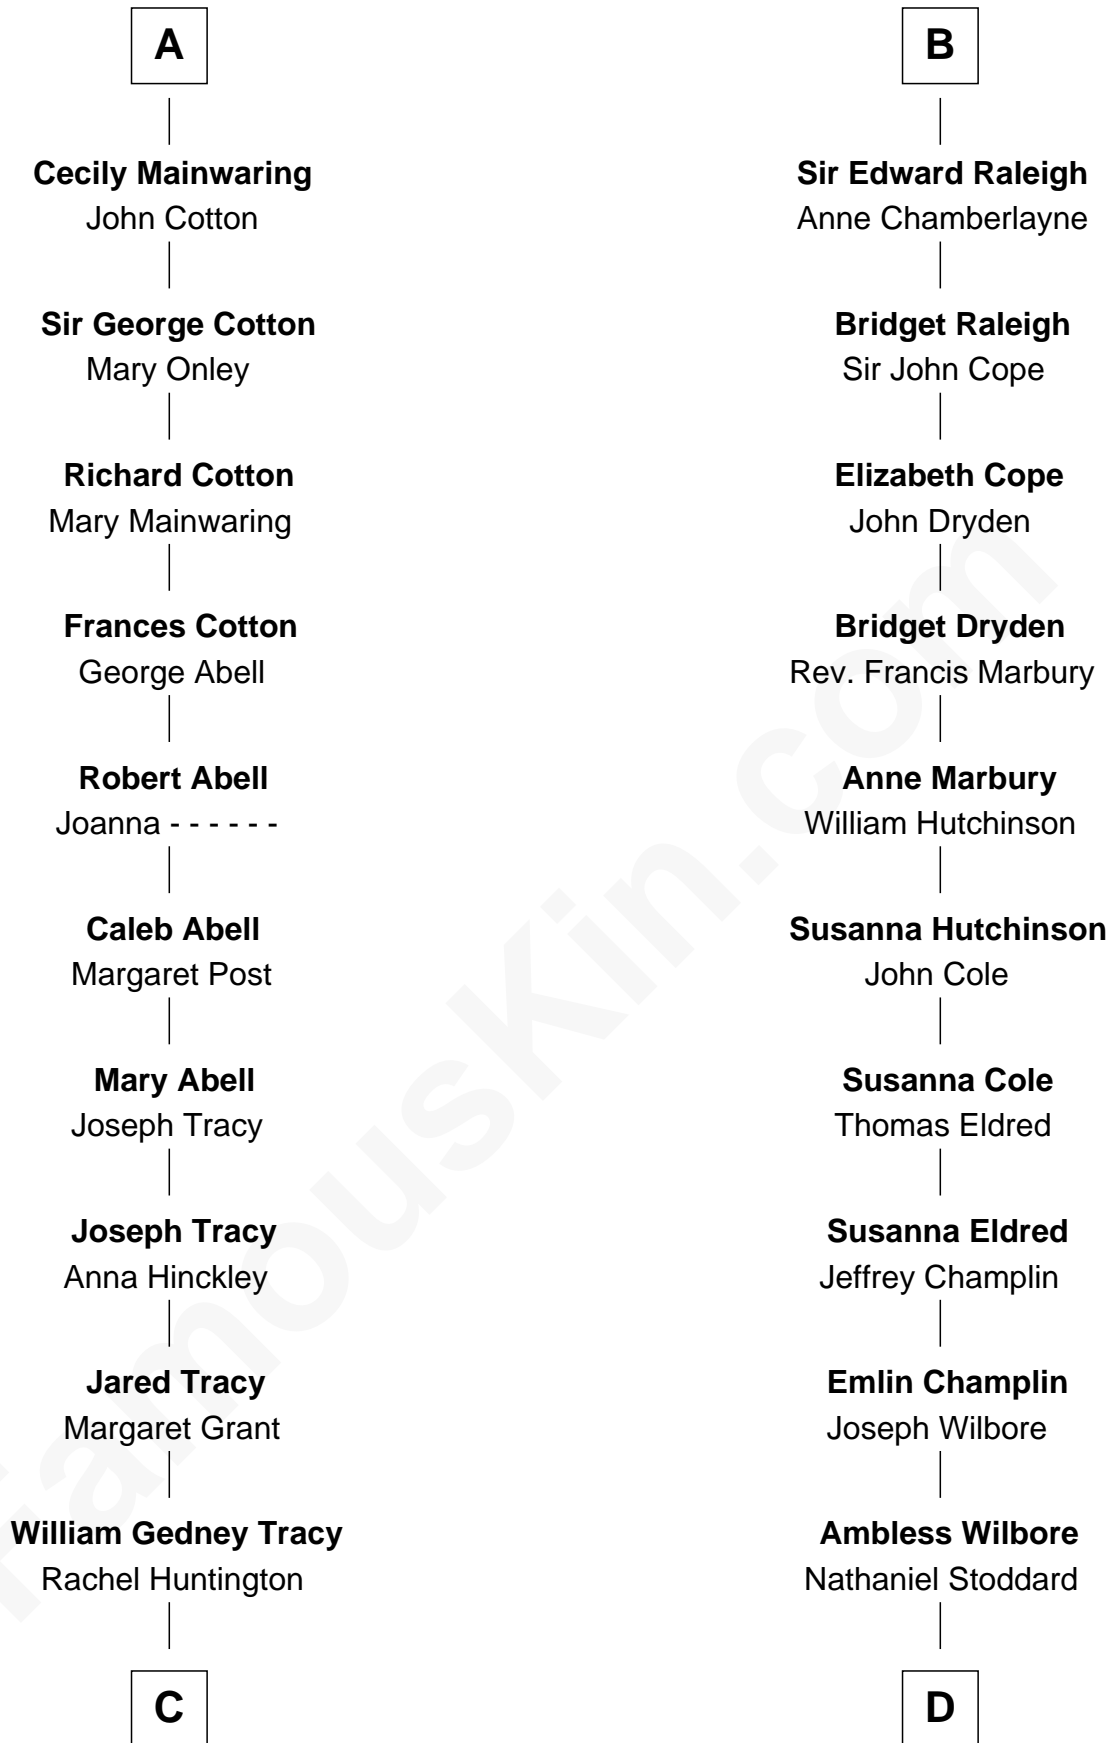 A
Cecily Mainwaring
John Cotton
Sir George Cotton
Mary Onley
Richard Cotton
Mary Mainwaring
Frances Cotton
George Abell
Robert Abell
Joanna - - - - - -
Caleb Abell
Margaret Post
Mary Abell
Joseph Tracy
Joseph Tracy
Anna Hinckley
Jared Tracy
Margaret Grant
William Gedney Tracy
Rachel Huntington
C
B
Sir Edward Raleigh
Anne Chamberlayne
Bridget Raleigh
Sir John Cope
Elizabeth Cope
John Dryden
Bridget Dryden
Rev. Francis Marbury
Anne Marbury
William Hutchinson
Susanna Hutchinson
John Cole
Susanna Cole
Thomas Eldred
Susanna Eldred
Jeffrey Champlin
Emlin Champlin
Joseph Wilbore
Ambless Wilbore
Nathaniel Stoddard
D
FamousKin.com